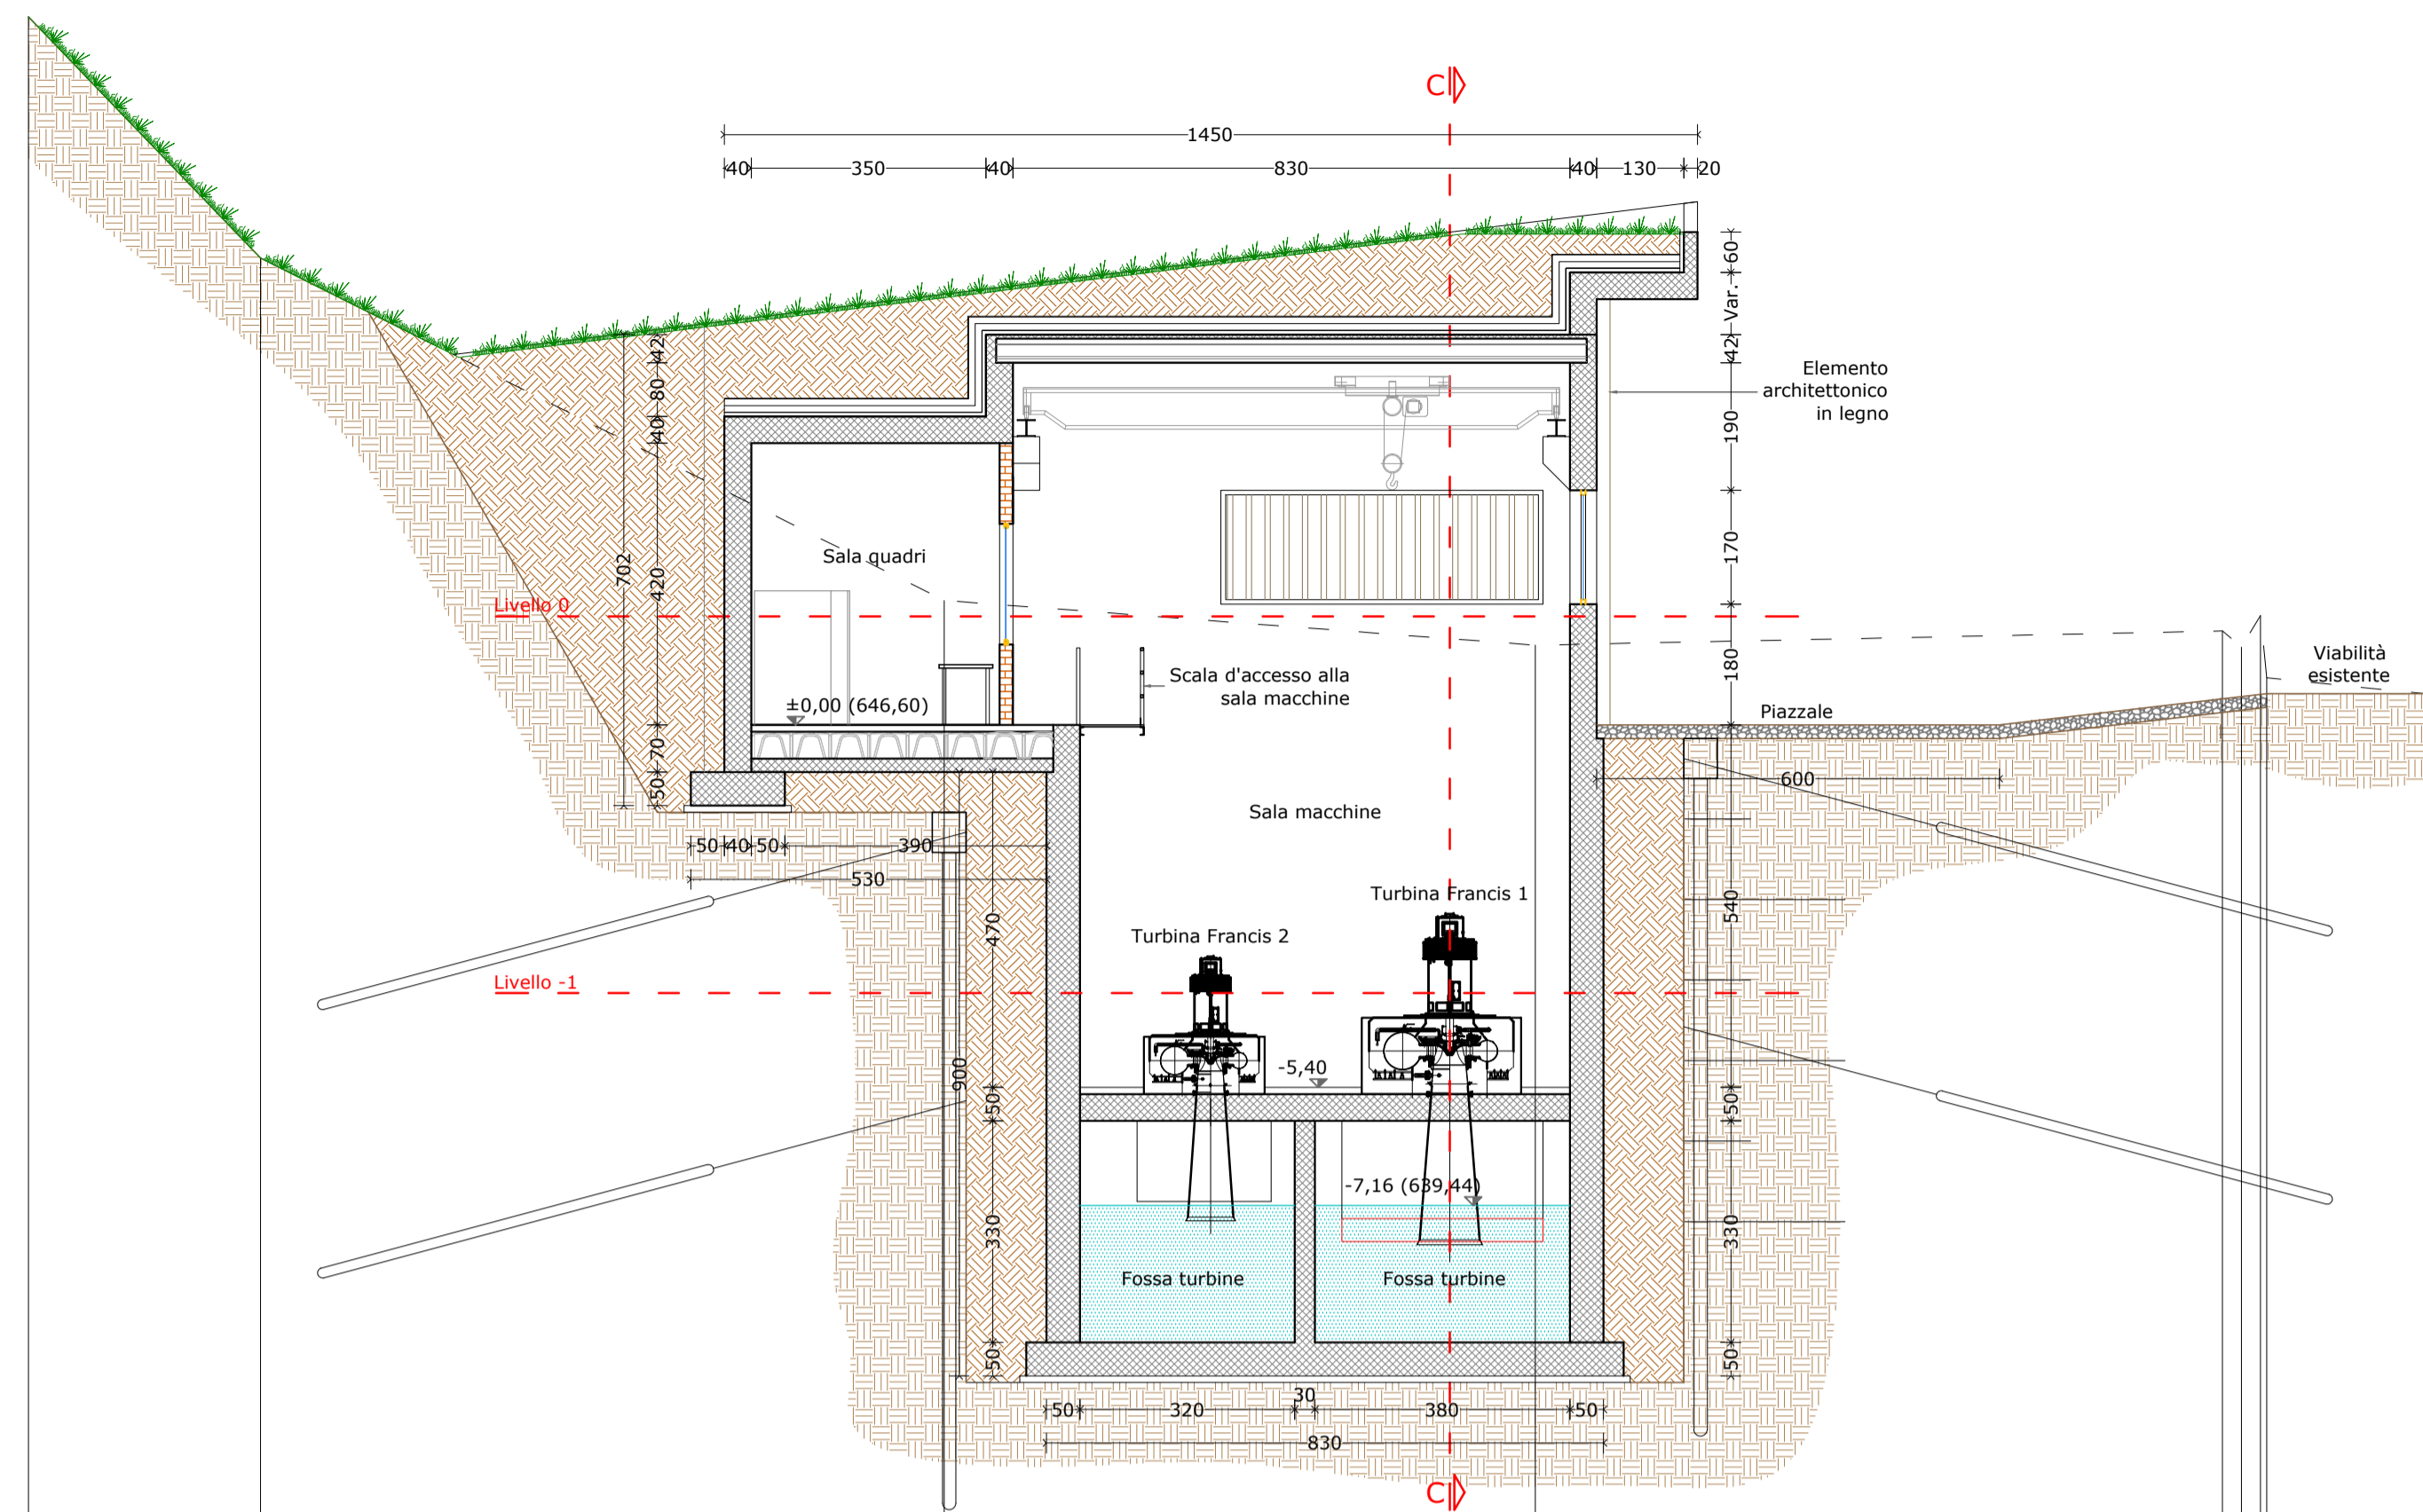 C
1450
40 350 40 830 40 130 20
60
Var.
42
190
170
180
540
50
330
50
42
80
40
420
70
50
702
Elemento
architettonico
in legno
Sala quadri
Livello 0
Scala d'accesso alla
sala macchine
±0,00 (646,60)
Viabilità
esistente
Piazzale
600
Sala macchine
50 40 50 390
530
470
50
330
50
900
Turbina Francis 1
Turbina Francis 2
Livello -1
-5,40
-7,16 (639,44)
Fossa turbine
Fossa turbine
30
50 320 380 50
830
C